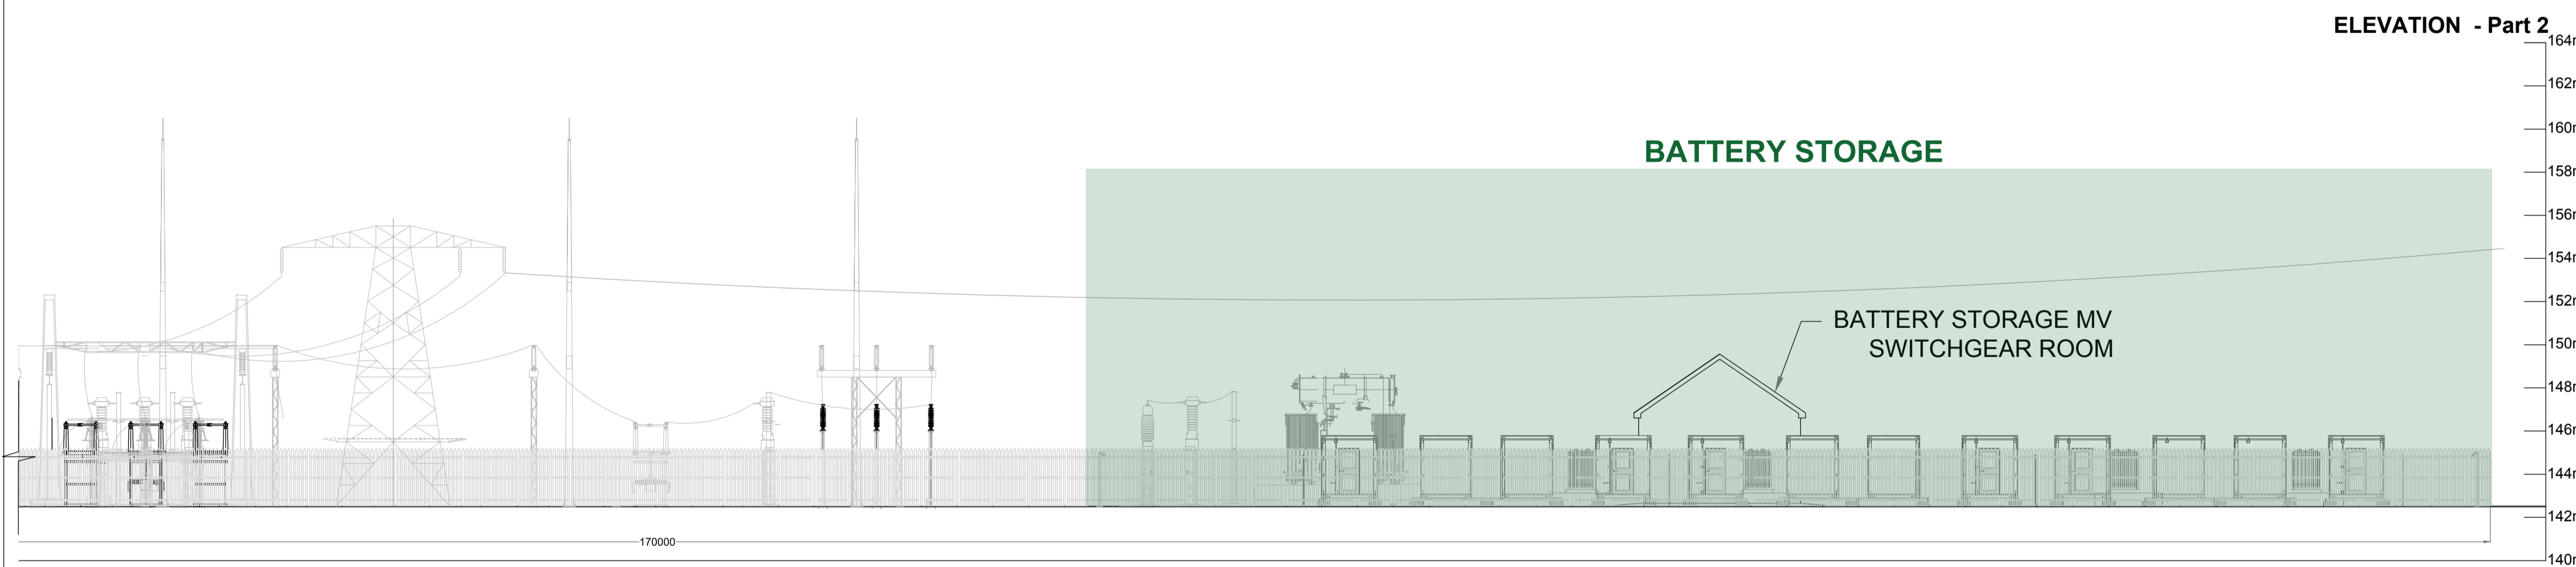 ELEVATION - Part 2
164m
162m
160m
BATTERY STORAGE
158m
156m
154m
152m
BATTERY STORAGE MV
SWITCHGEAR ROOM
150m
148m
146m
144m
142m
170000
140m